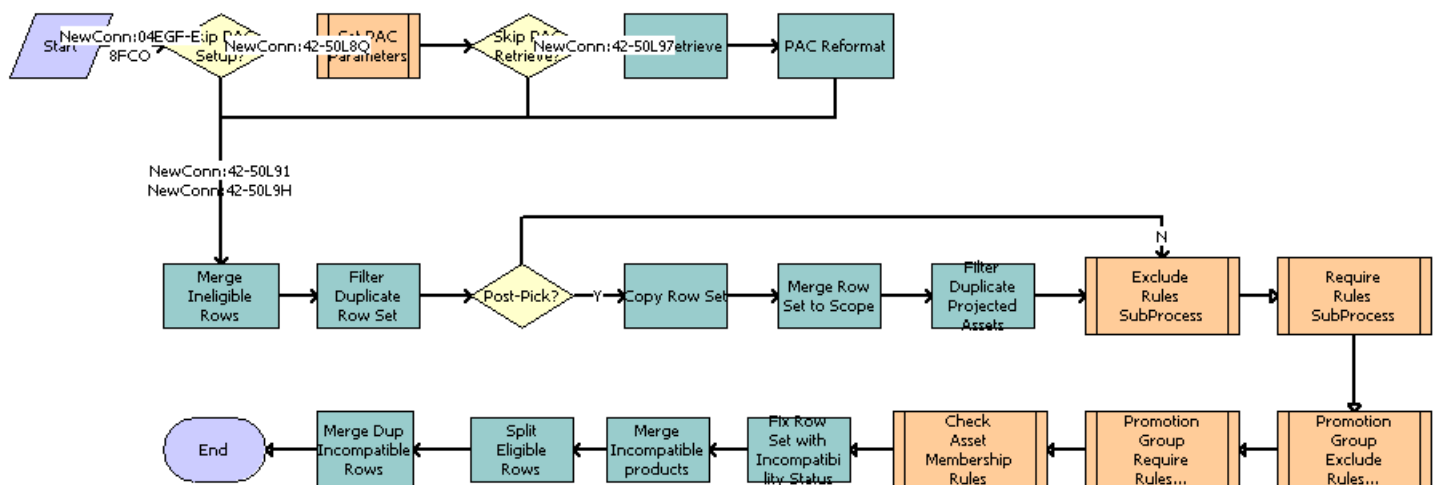 Start
NewConn:04EGF-E
8FCO
Setup?
NewConn:42-50L8Q
Parameters
Skip
Retrieve?
NewConn:42-50L97
etrieve
PAC Reformat
NewConn:42-50L91
NewConn:42-50L9H
Merge
Ineligible
Rows
Filter
Duplicate
Row Set
Post-Pick?
Y
N
Copy Row Set
Merge Row
Set to Scope
Filter
Duplicate
Projected
Assets
Exclude
Rules
SubProcess
Require
Rules
SubProcess
End
Merge Dup
Incompatible
Rows
Split
Eligible
Rows
Merge
Incompatible
products
Fix Row
Set with
Incompatibi
lity Status
Check
Asset
Membership
Rules
Promotion
Group
Require
Rules...
Promotion
Group
Exclude
Rules...